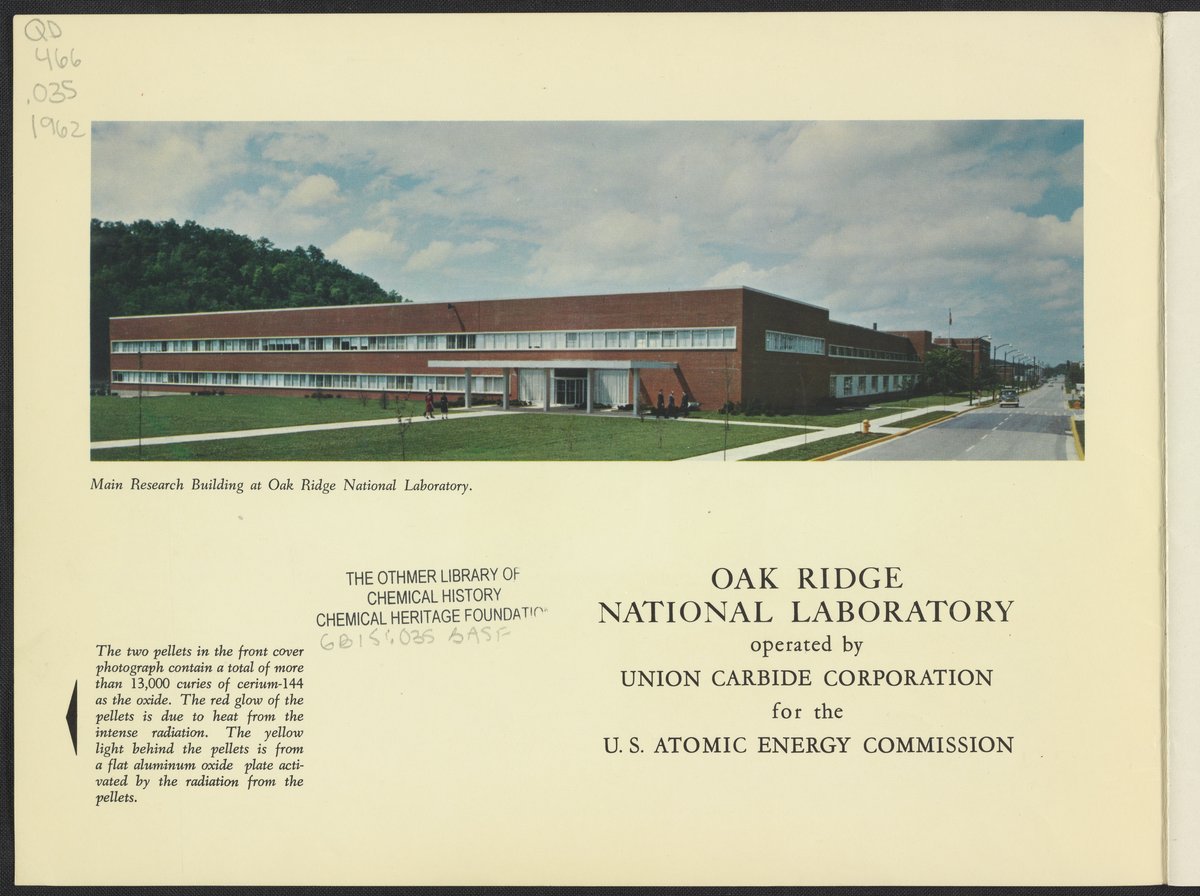 QD
466
.O35
1962
Main Research Building at Oak Ridge National Laboratory.
THE OTHMER LIBRARY OF
CHEMICAL HISTORY
CHEMICAL HERITAGE FOUNDATION
OAK RIDGE
NATIONAL LABORATORY
operated by
UNION CARBIDE CORPORATION
for the
U. S. ATOMIC ENERGY COMMISSION
The two pellets in the front cover
photograph contain a total of more
than 13,000 curies of cerium-144
as the oxide. The red glow of the
pellets is due to heat from the
intense radiation. The yellow
light behind the pellets is from
a flat aluminum oxide plate acti-
vated by the radiation from the
pellets.